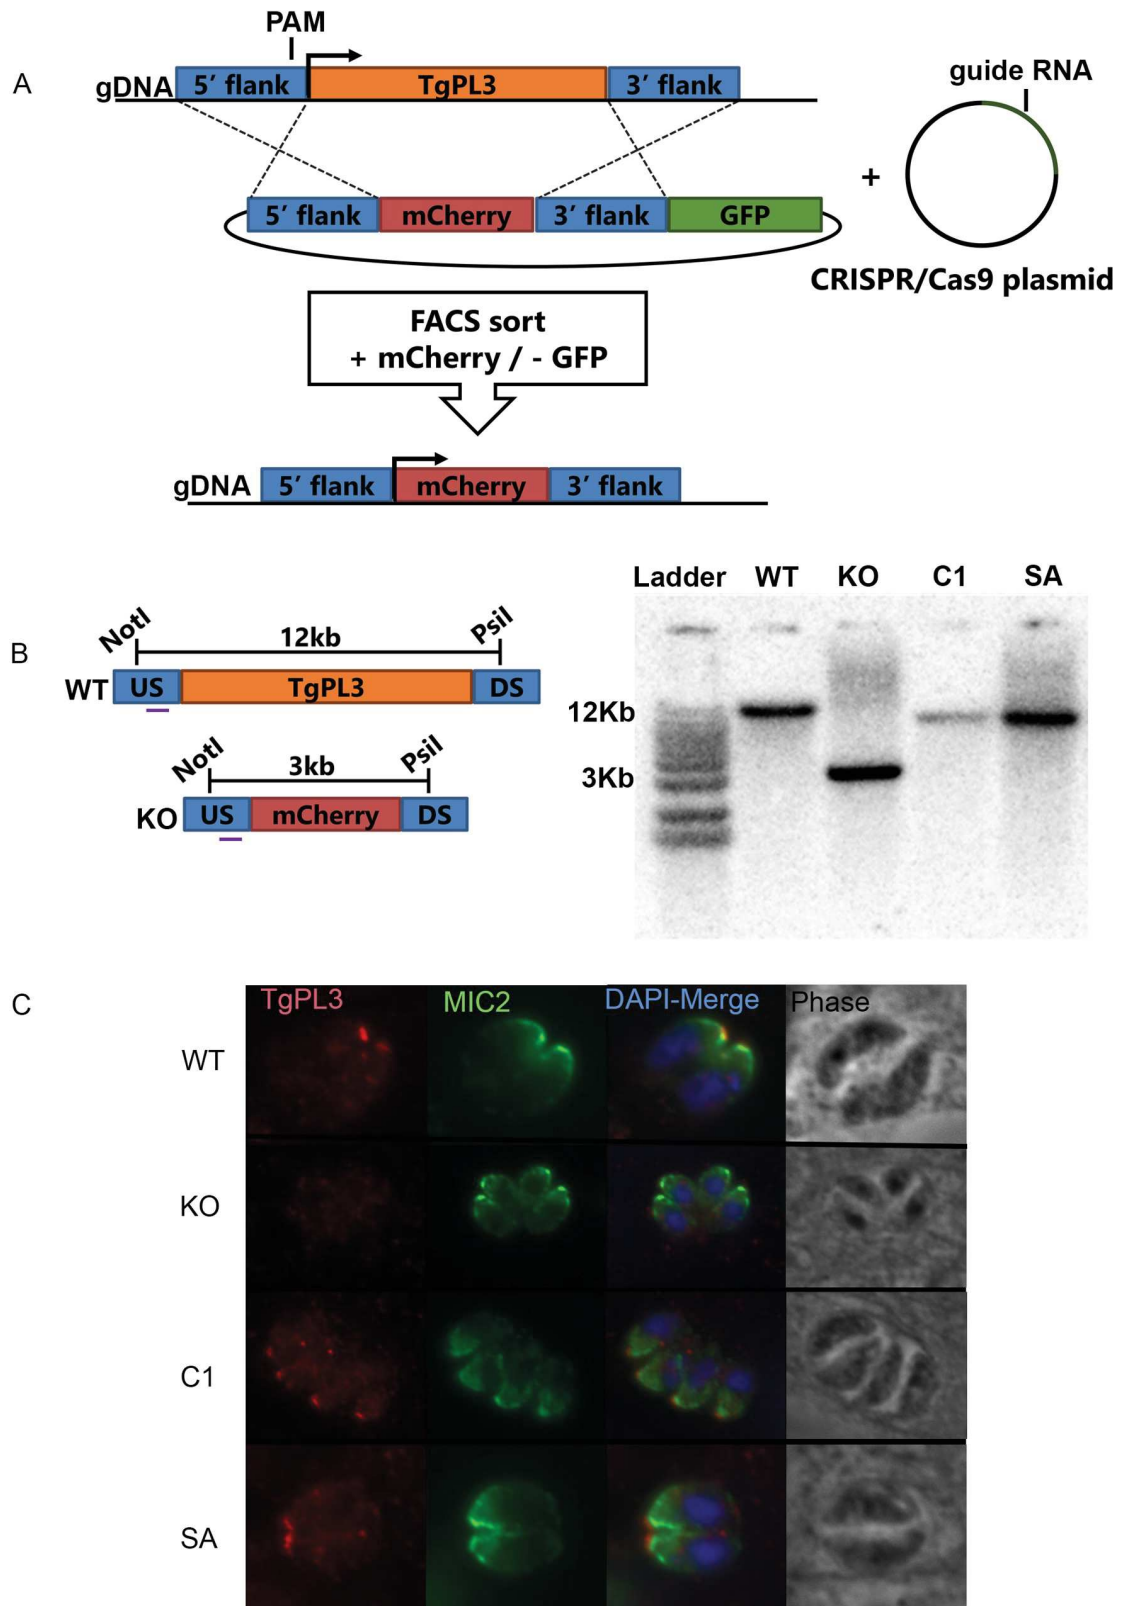 A
PAM
gDNA 5′ flank TgPL3 3′ flank
guide RNA
5′ flank mCherry 3′ flank GFP
+
CRISPR/Cas9 plasmid
FACS sort
+ mCherry / - GFP
gDNA 5′ flank mCherry 3′ flank
B
NotI 12kb PsiI
WT US TgPL3 DS
NotI 3kb PsiI
KO US mCherry DS
Ladder WT KO C1 SA
12Kb
3Kb
C
TgPL3 MIC2 DAPI-Merge Phase
WT
KO
C1
SA